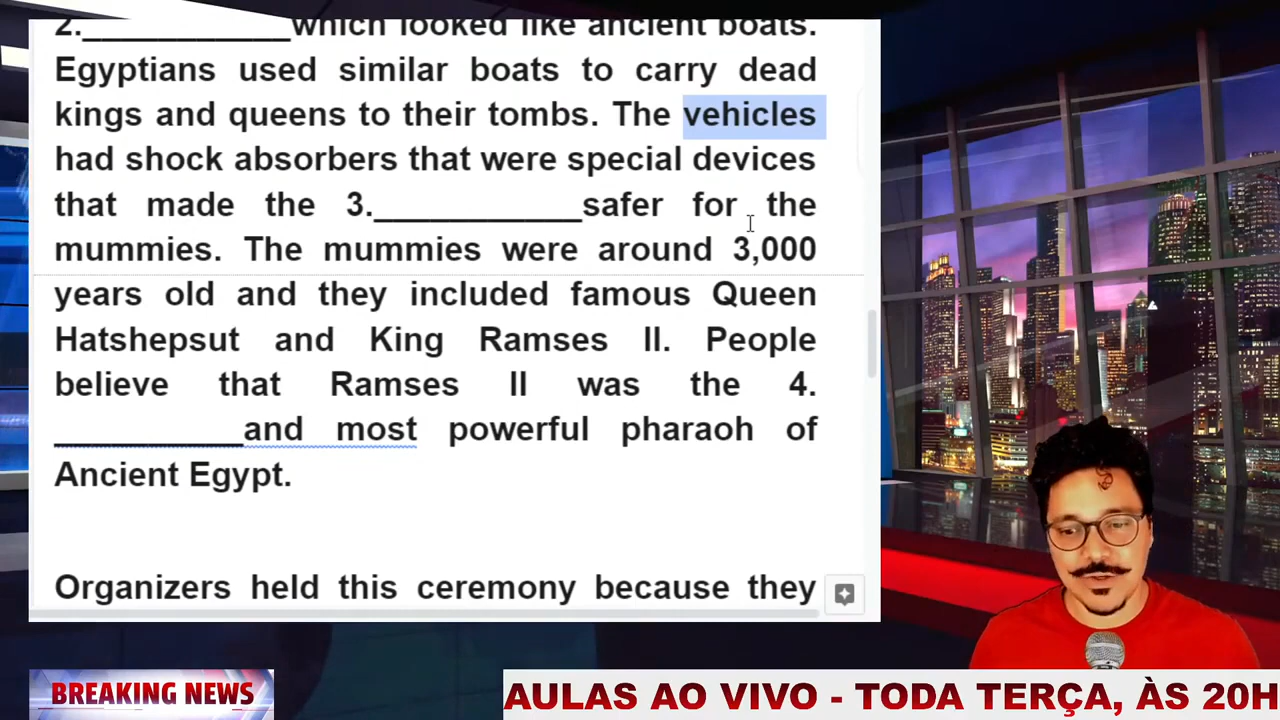 2.___________which looked like ancient boats.
Egyptians used similar boats to carry dead
kings and queens to their tombs. The vehicles
had shock absorbers that were special devices
that made the 3.___________safer for the
mummies. The mummies were around 3,000
years old and they included famous Queen
Hatshepsut and King Ramses II. People
believe that Ramses II was the 4.
__________and most powerful pharaoh of
Ancient Egypt.
Organizers held this ceremony because they
BREAKING NEWS
AULAS AO VIVO - TODA TERÇA, ÀS 20H